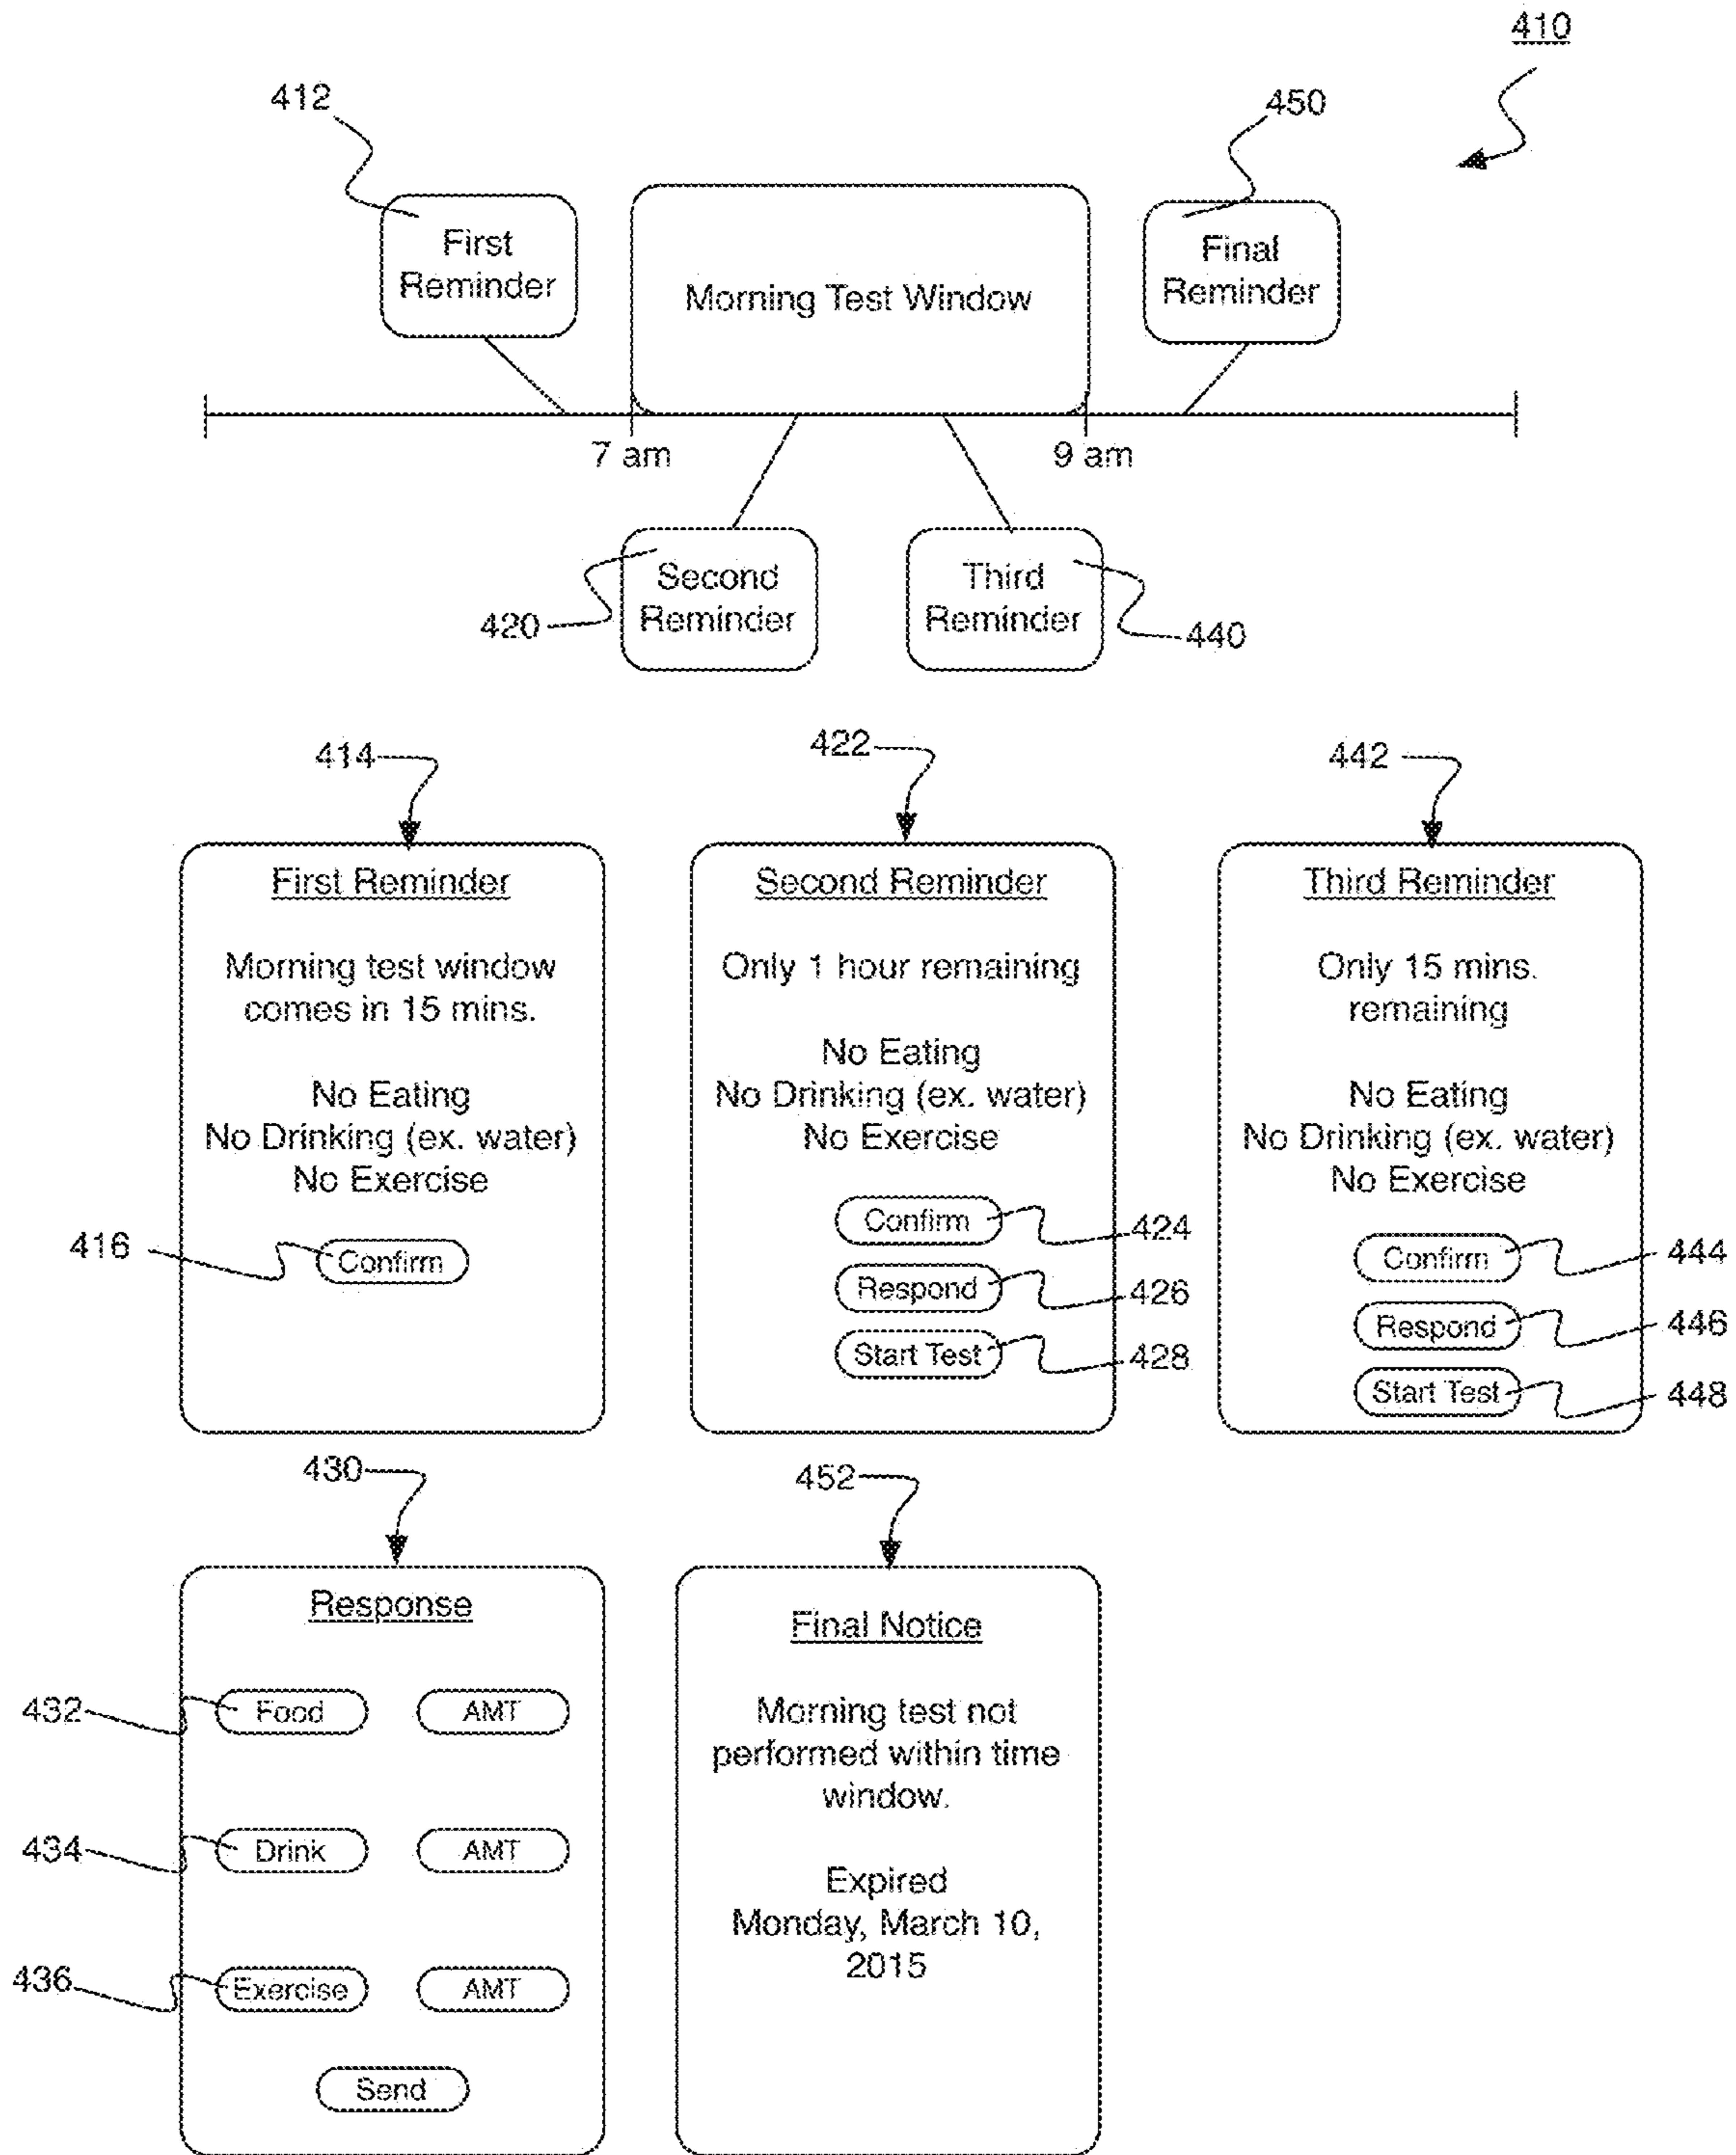 410
412
450
First
Reminder
Morning Test Window
Final
Reminder
7 am
9 am
Second
Reminder
Third
Reminder
420
440
414
422
442
First Reminder
Morning test window
comes in 15 mins.
No Eating
No Drinking (ex. water)
No Exercise
416
Confirm
Second Reminder
Only 1 hour remaining
No Eating
No Drinking (ex. water)
No Exercise
Confirm
424
Respond
426
Start Test
428
Third Reminder
Only 15 mins.
remaining
No Eating
No Drinking (ex. water)
No Exercise
Confirm
444
Respond
446
Start Test
448
430
452
Response
432
Food
AMT
434
Drink
AMT
436
Exercise
AMT
Send
Final Notice
Morning test not
performed within time
window.
Expired
Monday, March 10,
2015